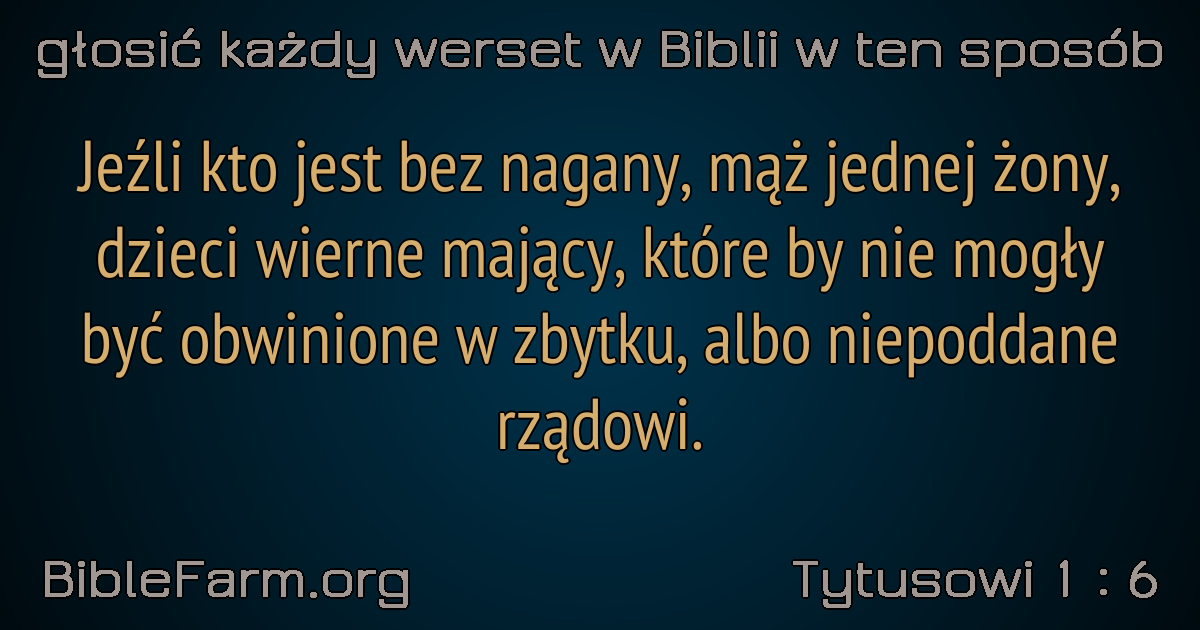 głosić każdy werset w Biblii w ten sposób
Jeźli kto jest bez nagany, mąż jednej żony,
dzieci wierne mający, które by nie mogły
być obwinione w zbytku, albo niepoddane
rządowi.
BibleFarm.org
Tytusowi 1 : 6